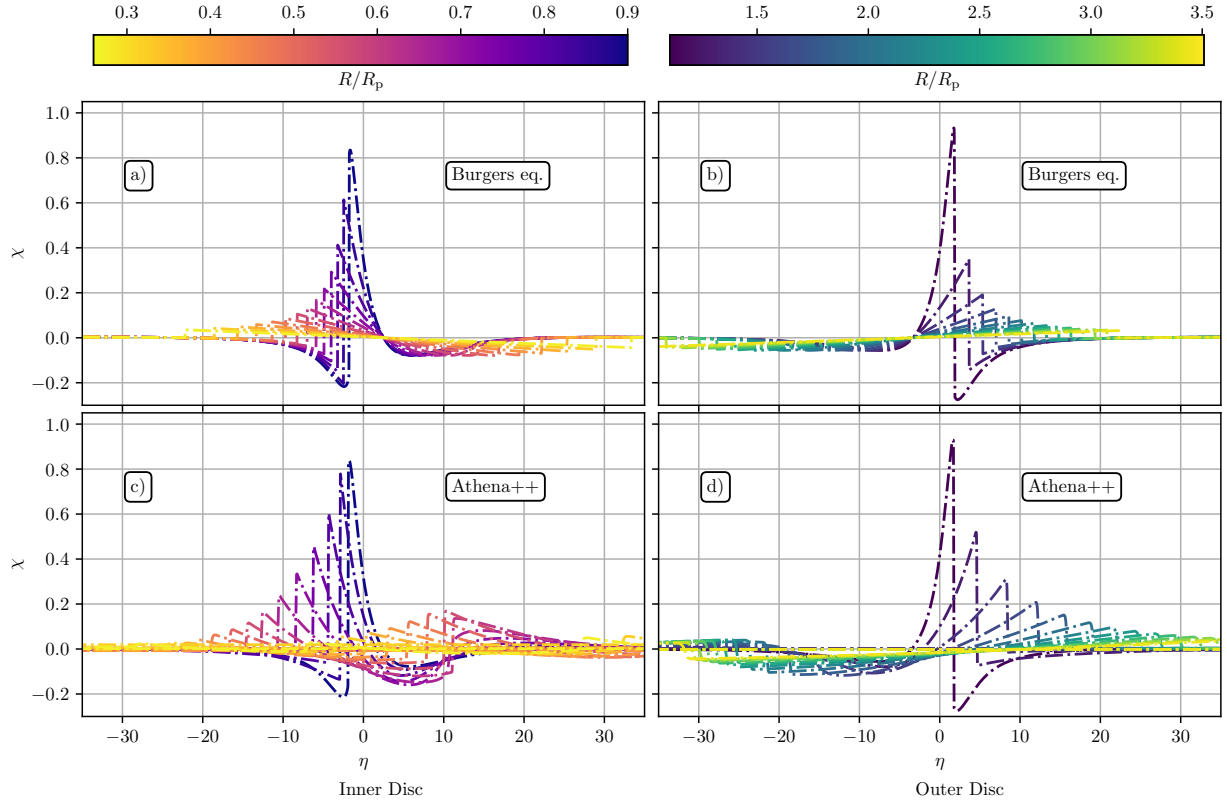 0.3 0.4 0.5 0.6 0.7 0.8 0.9
R/Rp
1.5 2.0 2.5 3.0 3.5
R/Rp
1.0
0.8
0.6
0.4
0.2
0.0
−0.2
χ
a)
Burgers eq.
b)
Burgers eq.
1.0
0.8
0.6
0.4
0.2
0.0
−0.2
χ
c)
Athena++
d)
Athena++
−30 −20 −10 0 10 20 30
η
Inner Disc
−30 −20 −10 0 10 20 30
η
Outer Disc